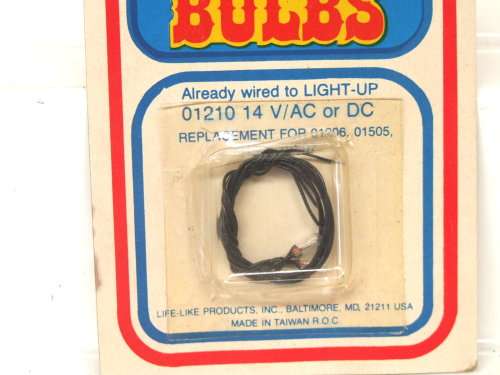 BULBS
Already wired to LIGHT-UP
01210 14 V/AC or DC
REPLACEMENT FOR 01206, 01505,
LIFE-LIKE PRODUCTS, INC., BALTIMORE, MD, 21211 USA
MADE IN TAIWAN R.O.C.